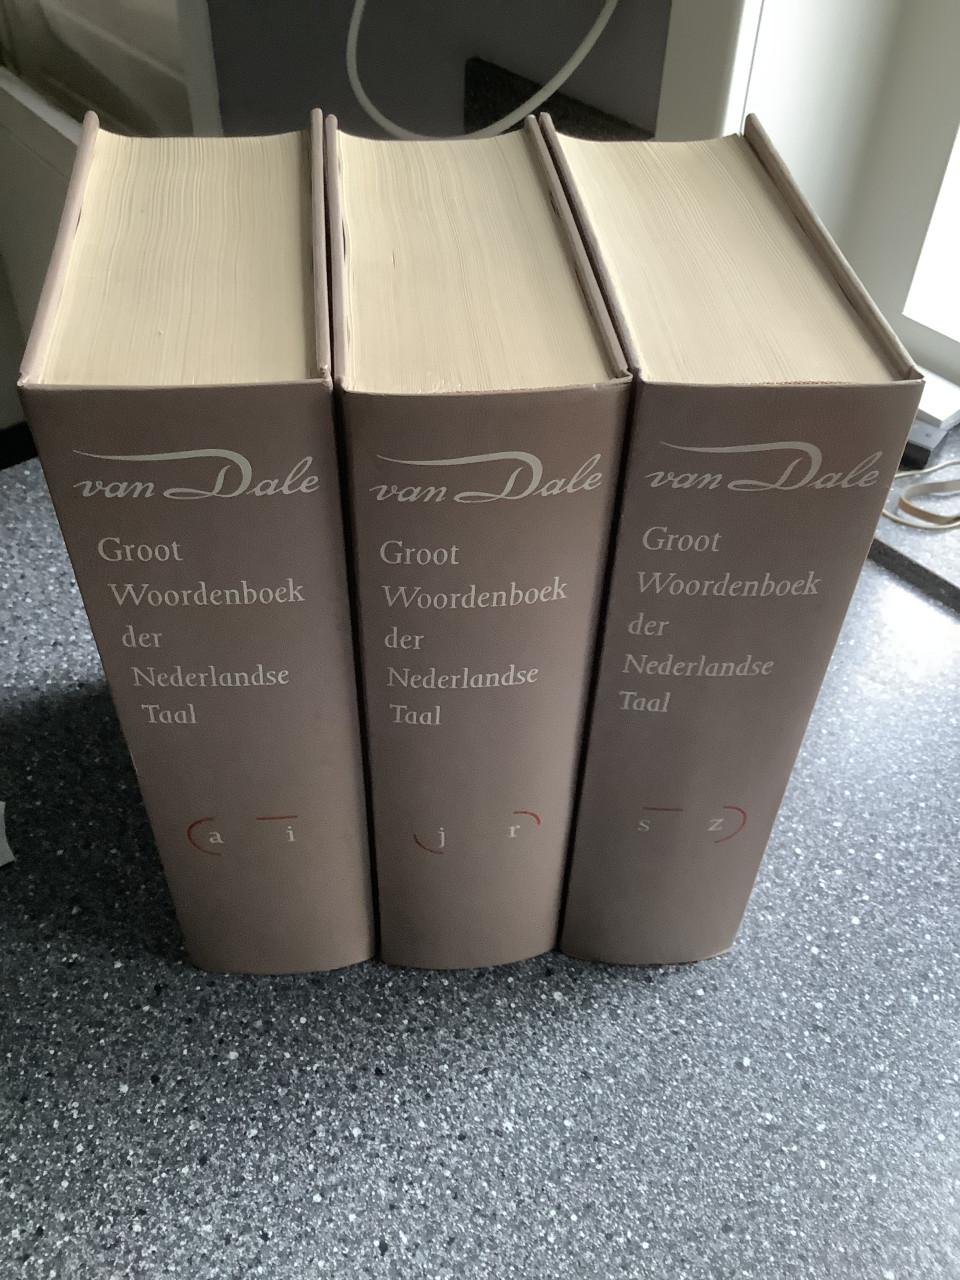 van Dale
Groot
Woordenboek
der
Nederlandse
Taal
a i
van Dale
Groot
Woordenboek
der
Nederlandse
Taal
j r
van Dale
Groot
Woordenboek
der
Nederlandse
Taal
s z